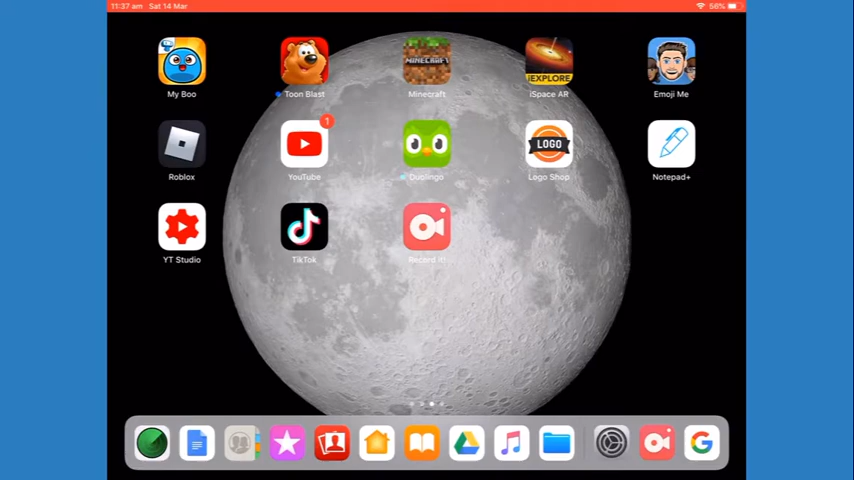 11:37 am Sat 14 Mar
56%
MINECRAFT
iEXPLORE
My Boo
Toon Blast
Minecraft
iSpace AR
Emoji Me
1
LOGO
Roblox
YouTube
Duolingo
Logo Shop
Notepad+
YT Studio
TikTok
Record it!